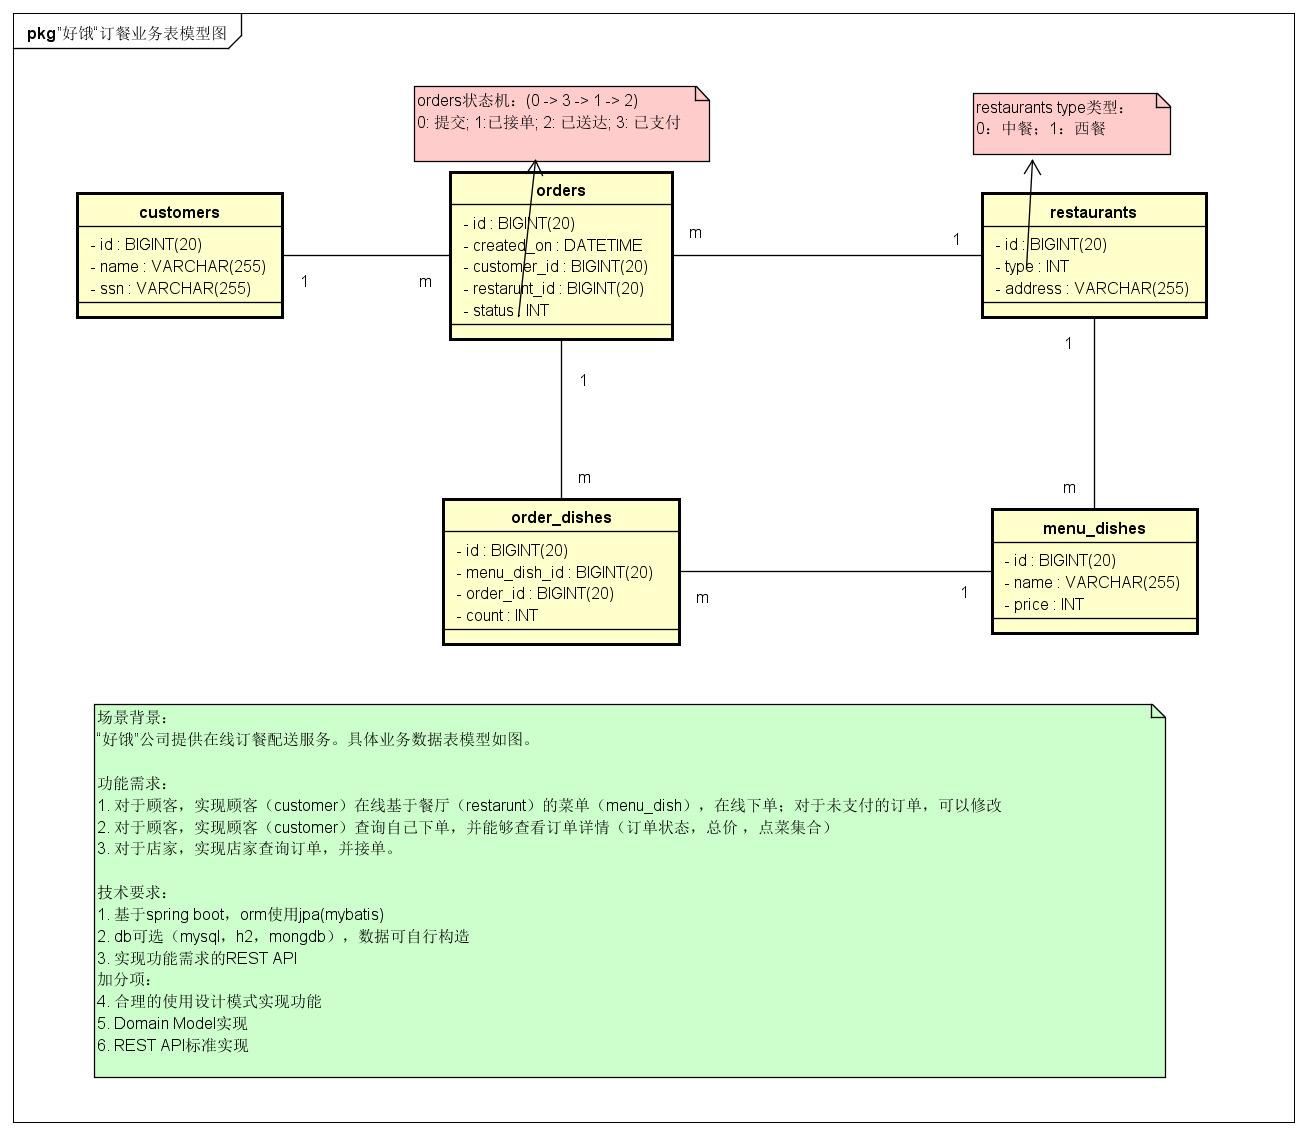 pkg "好饿“订餐业务表模型图
orders状态机：(0 -> 3 -> 1 -> 2)
0: 提交; 1:已接单; 2: 已送达; 3: 已支付
restaurants type类型：
0：中餐；1：西餐
customers
- id : BIGINT(20)
- name : VARCHAR(255)
- ssn : VARCHAR(255)
1
m
orders
- id : BIGINT(20)
- created_on : DATETIME
- customer_id : BIGINT(20)
- restarunt_id : BIGINT(20)
- status : INT
m
1
restaurants
- id : BIGINT(20)
- type : INT
- address : VARCHAR(255)
1
m
1
m
order_dishes
- id : BIGINT(20)
- menu_dish_id : BIGINT(20)
- order_id : BIGINT(20)
- count : INT
m
1
menu_dishes
- id : BIGINT(20)
- name : VARCHAR(255)
- price : INT
场景背景：
“好饿”公司提供在线订餐配送服务。具体业务数据表模型如图。
功能需求：
1. 对于顾客，实现顾客（customer）在线基于餐厅（restarunt）的菜单（menu_dish），在线下单；对于未支付的订单，可以修改
2. 对于顾客，实现顾客（customer）查询自己下单，并能够查看订单详情（订单状态，总价 ，点菜集合）
3. 对于店家，实现店家查询订单，并接单。
技术要求：
1. 基于spring boot，orm使用jpa(mybatis)
2. db可选（mysql，h2，mongdb），数据可自行构造
3. 实现功能需求的REST API
加分项：
4. 合理的使用设计模式实现功能
5. Domain Model实现
6. REST API标准实现